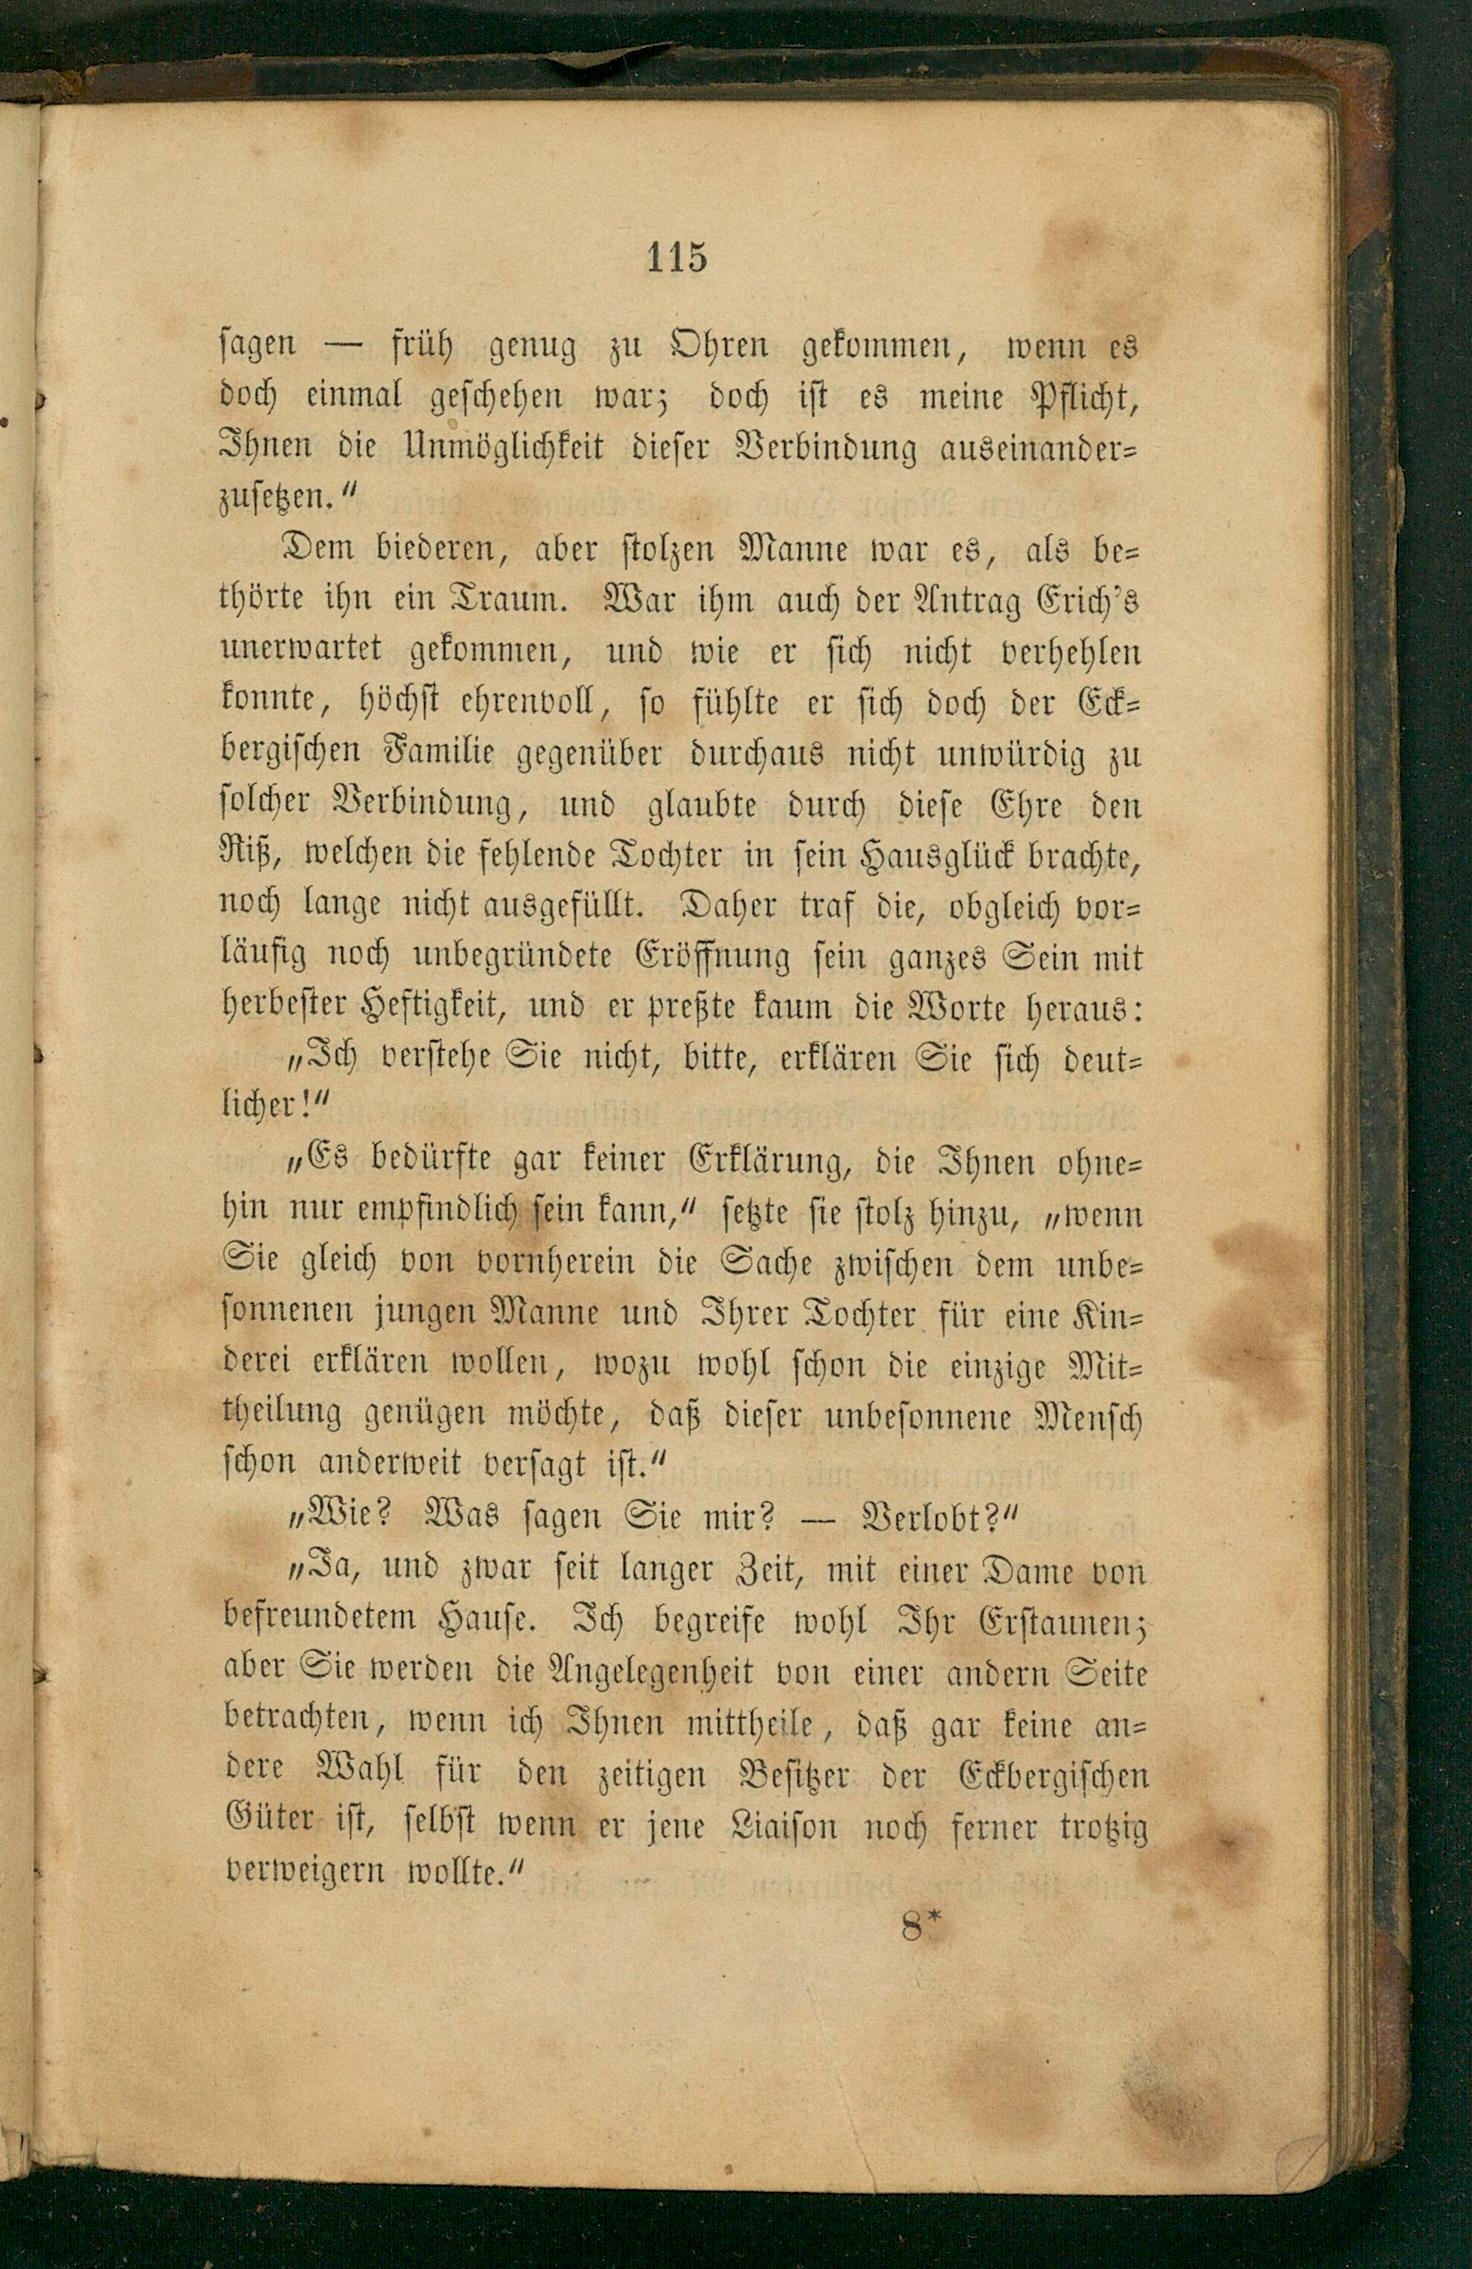 115
sagen — früh genug zu Ohren gekommen, wenn es
doch einmal geschehen war; doch ist es meine Pflicht,
Ihnen die Unmöglichkeit dieser Verbindung auseinander-
zusetzen."
Dem biederen, aber stolzen Manne war es, als be-
thörte ihn ein Traum. War ihm auch der Antrag Erich's
unerwartet gekommen, und wie er sich nicht verhehlen
konnte, höchst ehrenvoll, so fühlte er sich doch der Eck-
bergischen Familie gegenüber durchaus nicht unwürdig zu
solcher Verbindung, und glaubte durch diese Ehre den
Riß, welchen die fehlende Tochter in sein Hausglück brachte,
noch lange nicht ausgefüllt. Daher traf die, obgleich vor-
läufig noch unbegründete Eröffnung sein ganzes Sein mit
herbester Heftigkeit, und er preßte kaum die Worte heraus:
„Ich verstehe Sie nicht, bitte, erklären Sie sich deut-
licher!"
„Es bedürfte gar keiner Erklärung, die Ihnen ohne-
hin nur empfindlich sein kann," setzte sie stolz hinzu, „wenn
Sie gleich von vornherein die Sache zwischen dem unbe-
sonnenen jungen Manne und Ihrer Tochter für eine Kin-
derei erklären wollen, wozu wohl schon die einzige Mit-
theilung genügen möchte, daß dieser unbesonnene Mensch
schon anderweit versagt ist."
„Wie? Was sagen Sie mir? — Verlobt?"
„Ja, und zwar seit langer Zeit, mit einer Dame von
befreundetem Hause. Ich begreife wohl Ihr Erstaunen;
aber Sie werden die Angelegenheit von einer andern Seite
betrachten, wenn ich Ihnen mittheile, daß gar keine an-
dere Wahl für den zeitigen Besitzer der Eckbergischen
Güter ist, selbst wenn er jene Liaison noch ferner trotzig
verweigern wollte."
8*